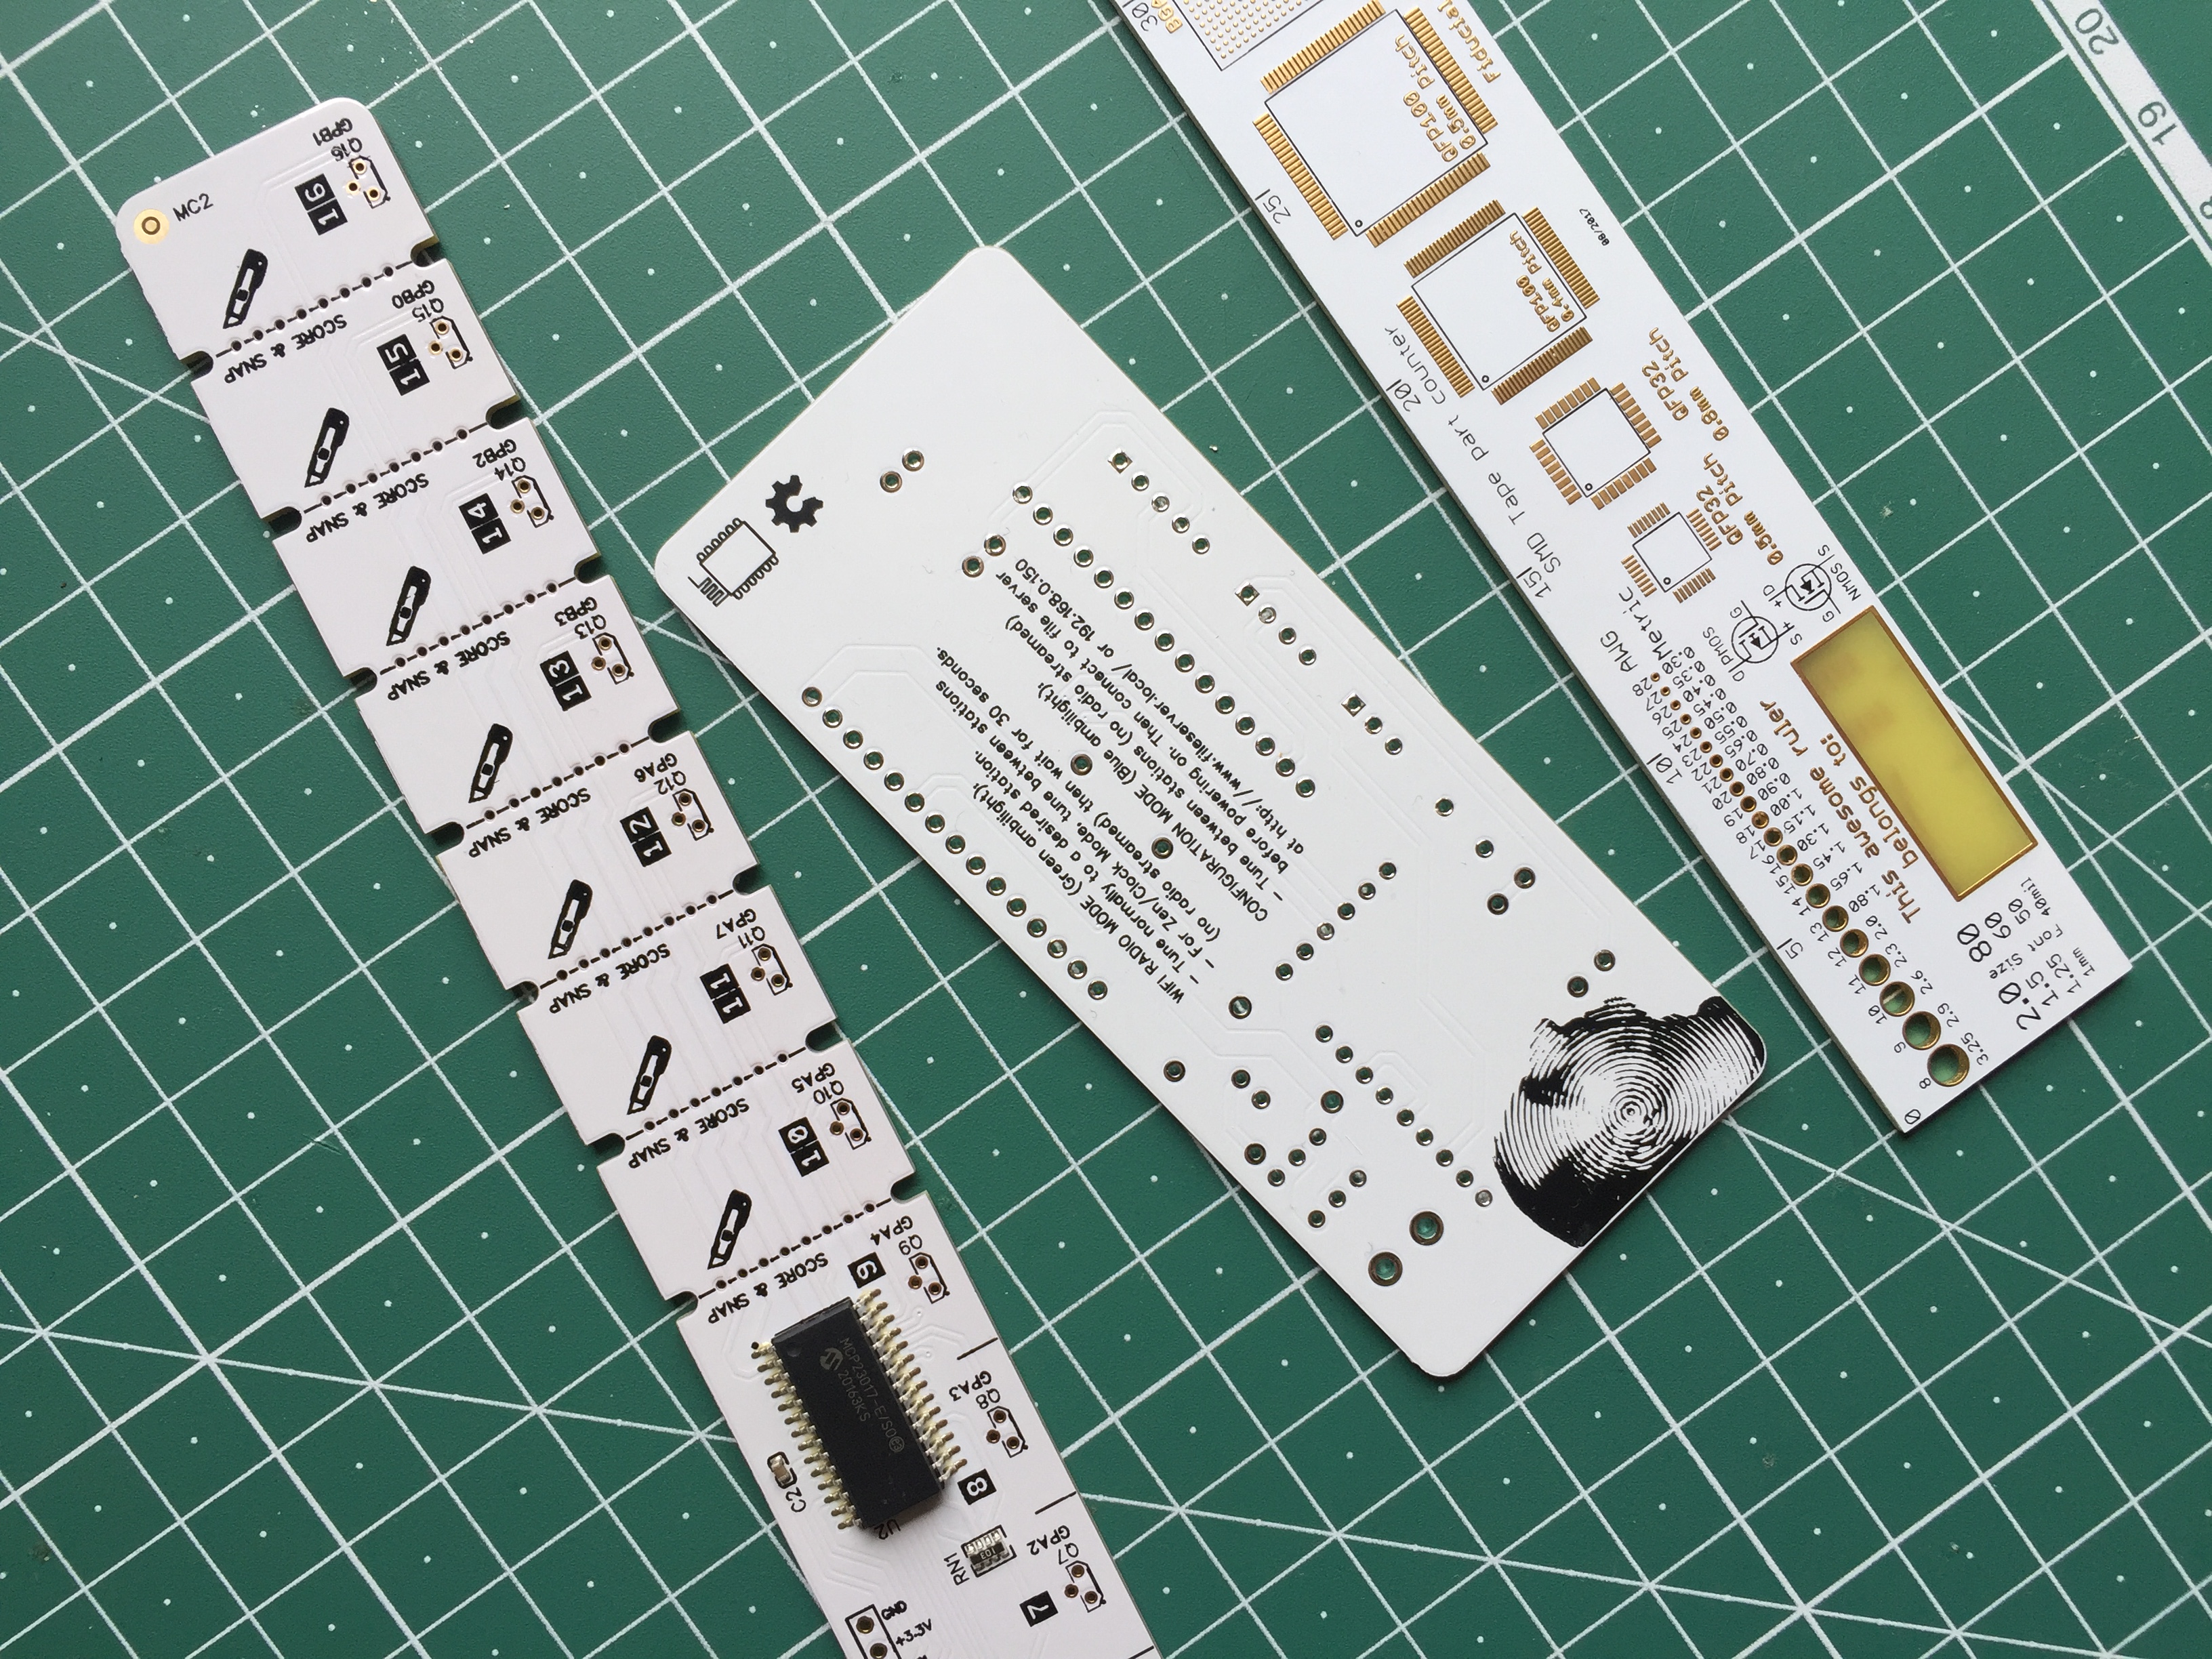 MC2
GPB1
Q16
16
SCORE & SNAP
GPB0
Q15
15
SCORE & SNAP
GPB2
Q14
14
SCORE & SNAP
GPB3
Q13
13
SCORE & SNAP
GPA6
Q12
12
SCORE & SNAP
GPA7
Q11
11
SCORE & SNAP
GPA5
Q10
10
SCORE & SNAP
GPA4
Q9
9
MCP23017-E/SO
20163KS
U2
C2
GPA3
Q8
8
RN1
E01
GPA2
Q7
7
GND
+3.3V
WIFI RADIO MODE (Green ambilight):
- Tune normally to a desired station.
- For Zen/Clock Mode, tune between stations
(no radio streamed) then wait for 30 seconds.
CONFIGURATION MODE (Blue ambilight):
- Tune between stations (no radio streamed)
before powering on. Then connect to file server
at http://www.fileserver.local/ or 192.168.0.150
30
BGA
Fiducial
QFP100
0.5mm Pitch
25
08/2017
QFP100
0.4mm Pitch
20
SMD Tape part counter
QFP32
0.8mm Pitch
QFP32
0.5mm Pitch
15
NMOS
D
G
S
PMOS
D
G
S
AWG
Metric
28 0.30
27 0.35
26 0.40
25 0.45
24 0.50
23 0.55
22 0.65
21 0.70
20 0.80
19 0.90
18 1.00
17 1.15
16 1.30
15 1.45
14 1.65
13 1.80
12 2.0
11 2.3
10 2.6
9 2.9
8 3.25
10
5
0
This awesome ruler
belongs to:
2.0 80
1.5 60
1.25 50
1mm 40mil
Font Size
20
19